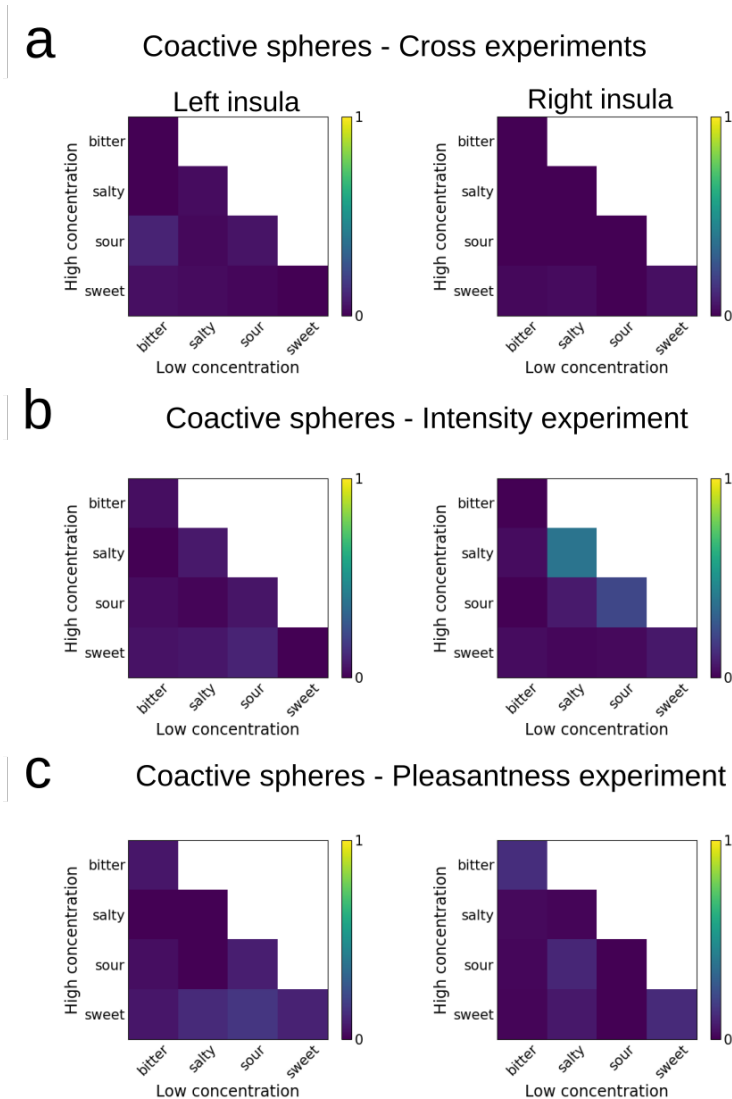 a
Coactive spheres - Cross experiments
Left insula
Right insula
High concentration
bitter
salty
sour
sweet
bitter
salty
sour
sweet
Low concentration
1
0
High concentration
bitter
salty
sour
sweet
bitter
salty
sour
sweet
Low concentration
1
0
b
Coactive spheres - Intensity experiment
High concentration
bitter
salty
sour
sweet
bitter
salty
sour
sweet
Low concentration
1
0
High concentration
bitter
salty
sour
sweet
bitter
salty
sour
sweet
Low concentration
1
0
c
Coactive spheres - Pleasantness experiment
High concentration
bitter
salty
sour
sweet
bitter
salty
sour
sweet
Low concentration
1
0
High concentration
bitter
salty
sour
sweet
bitter
salty
sour
sweet
Low concentration
1
0